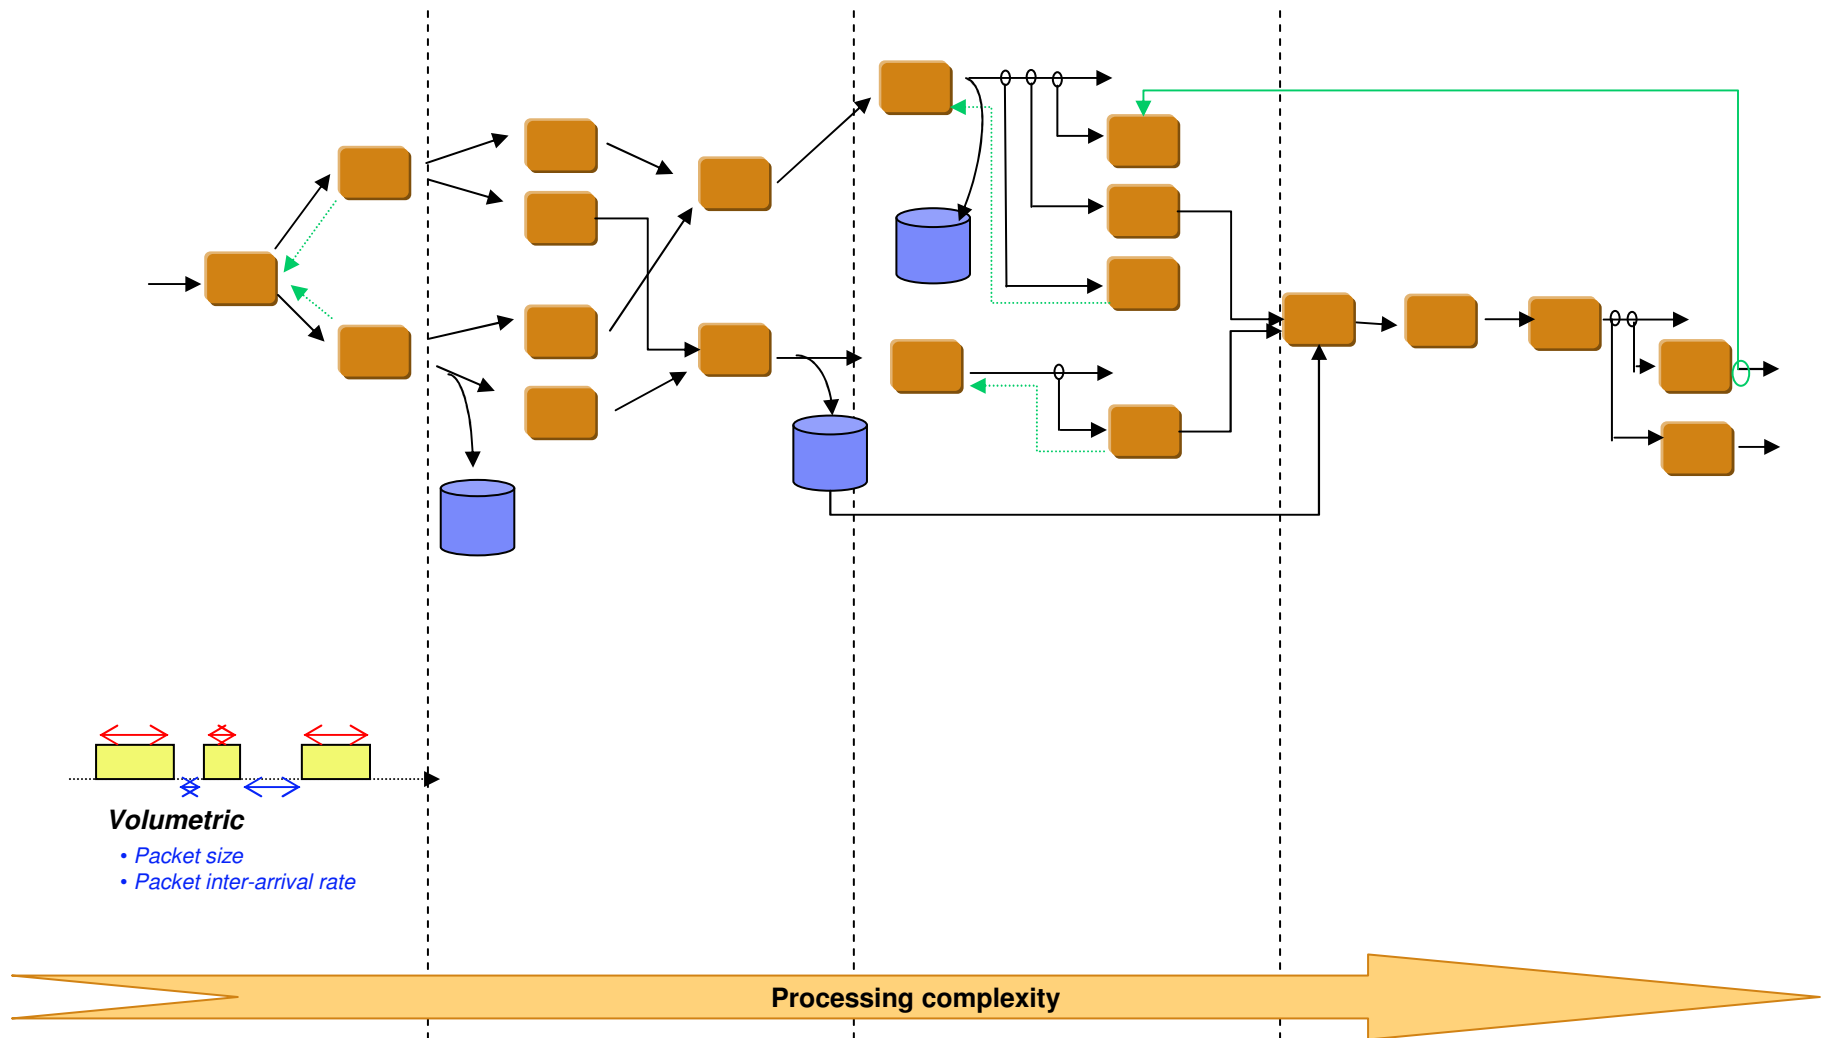 Volumetric
• Packet size
• Packet inter-arrival rate
Processing complexity